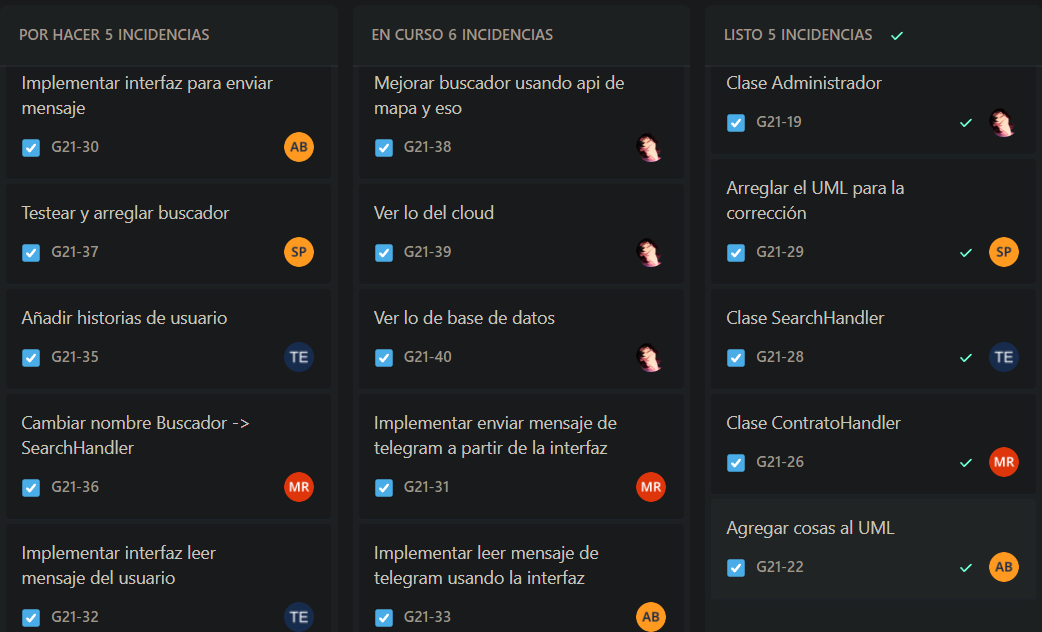 POR HACER 5 INCIDENCIAS
Implementar interfaz para enviar
mensaje
G21-30
AB
Testear y arreglar buscador
G21-37
SP
Añadir historias de usuario
G21-35
TE
Cambiar nombre Buscador ->
SearchHandler
G21-36
MR
Implementar interfaz leer
mensaje del usuario
G21-32
TE
EN CURSO 6 INCIDENCIAS
Mejorar buscador usando api de
mapa y eso
G21-38
Ver lo del cloud
G21-39
Ver lo de base de datos
G21-40
Implementar enviar mensaje de
telegram a partir de la interfaz
G21-31
MR
Implementar leer mensaje de
telegram usando la interfaz
G21-33
AB
LISTO 5 INCIDENCIAS
Clase Administrador
G21-19
Arreglar el UML para la
corrección
G21-29
SP
Clase SearchHandler
G21-28
TE
Clase ContratoHandler
G21-26
MR
Agregar cosas al UML
G21-22
AB